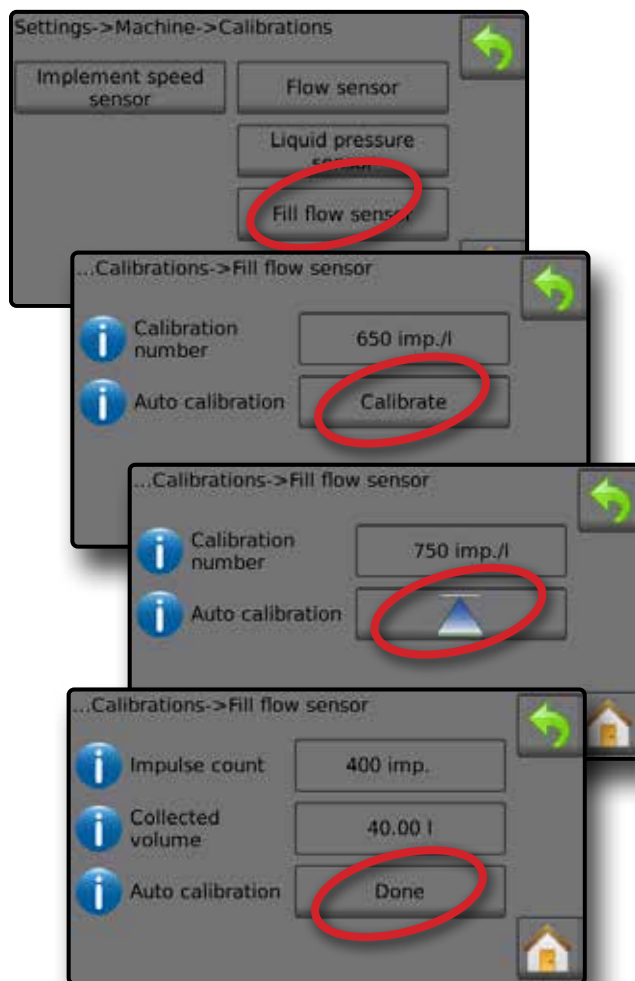 Settings->Machine->Calibrations
Implement speed
sensor
Flow sensor
Liquid pressure
sensor
Fill flow sensor
...Calibrations->Fill flow sensor
Calibration
number
650 imp./l
Auto calibration
Calibrate
...Calibrations->Fill flow sensor
Calibration
number
750 imp./l
Auto calibration
...Calibrations->Fill flow sensor
Impulse count
400 imp.
Collected
volume
40.00 l
Auto calibration
Done